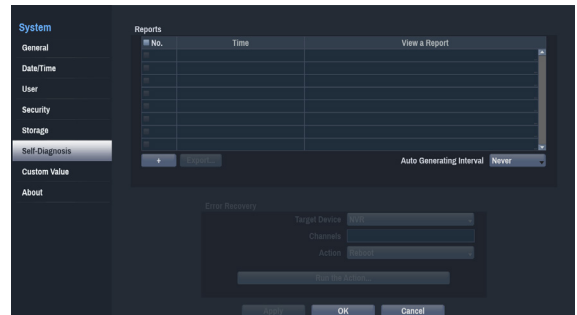 System
General
Date/Time
User
Security
Storage
Self-Diagnosis
Custom Value
About
Reports
No. Time View a Report
+ Export... Auto Generating Interval Never
Error Recovery
Target Device NVR
Channels
Action Reboot
Run the Action...
Apply OK Cancel